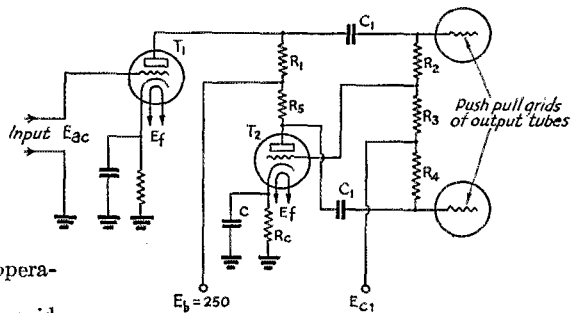 T1
C1
R1
R2
Input
Eac
Ef
R5
R3
Push pull grids
of output tubes
T2
R4
C
Ef
Rc
C1
opera-
Eb = 250
Ec1